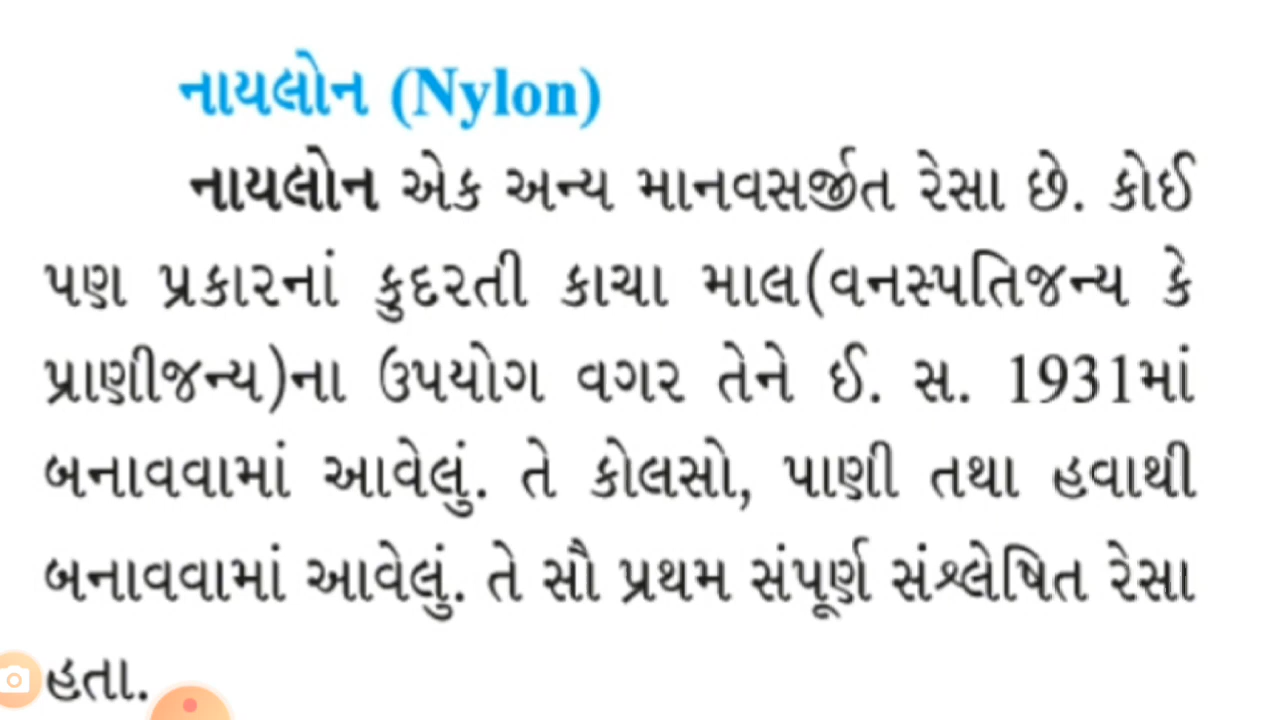 નાયલોન (Nylon)
નાયલોન એક અન્ય માનવસર્જીત રેસા છે. કોઈ
પણ પ્રકારનાં કુદરતી કાચા માલ(વનસ્પતિજન્ય કે
પ્રાણીજન્ય)ના ઉપયોગ વગર તેને ઈ. સ. 1931માં
બનાવવામાં આવેલું. તે કોલસો, પાણી તથા હવાથી
બનાવવામાં આવેલું. તે સૌ પ્રથમ સંપૂર્ણ સંશ્લેષિત રેસા
હતા.